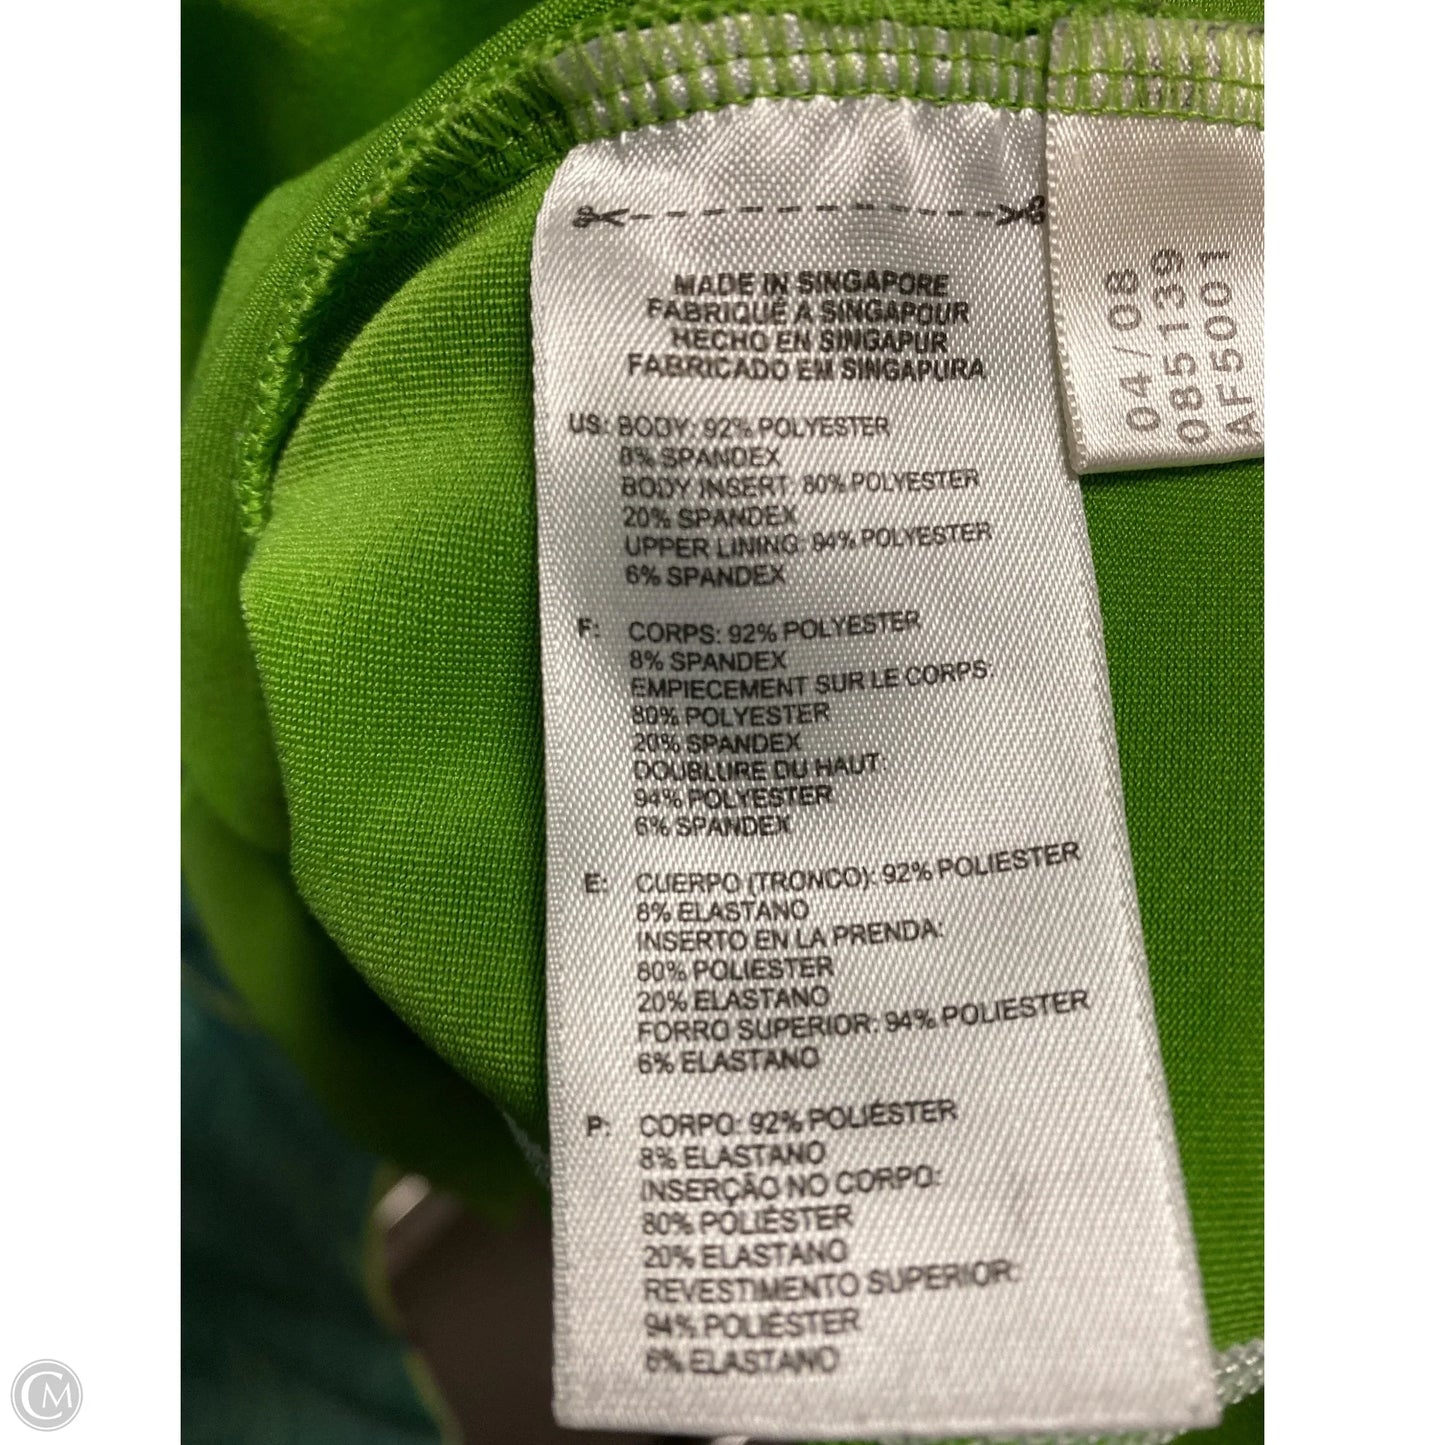 MADE IN SINGAPORE
FABRIQUÉ A SINGAPOUR
HECHO EN SINGAPUR
FABRICADO EM SINGAPURA
US: BODY: 92% POLYESTER
8% SPANDEX
BODY INSERT: 80% POLYESTER
20% SPANDEX
UPPER LINING: 94% POLYESTER
6% SPANDEX
F: CORPS: 92% POLYESTER
8% SPANDEX
EMPIECEMENT SUR LE CORPS:
80% POLYESTER
20% SPANDEX
DOUBLURE DU HAUT:
94% POLYESTER
6% SPANDEX
E: CUERPO (TRONCO): 92% POLIESTER
8% ELASTANO
INSERTO EN LA PRENDA:
80% POLIESTER
20% ELASTANO
FORRO SUPERIOR: 94% POLIESTER
6% ELASTANO
P: CORPO: 92% POLIÉSTER
8% ELASTANO
INSERÇÃO NO CORPO:
80% POLIÉSTER
20% ELASTANO
REVESTIMENTO SUPERIOR:
94% POLIÉSTER
6% ELASTANO
04/08
085139
AF5001
CM